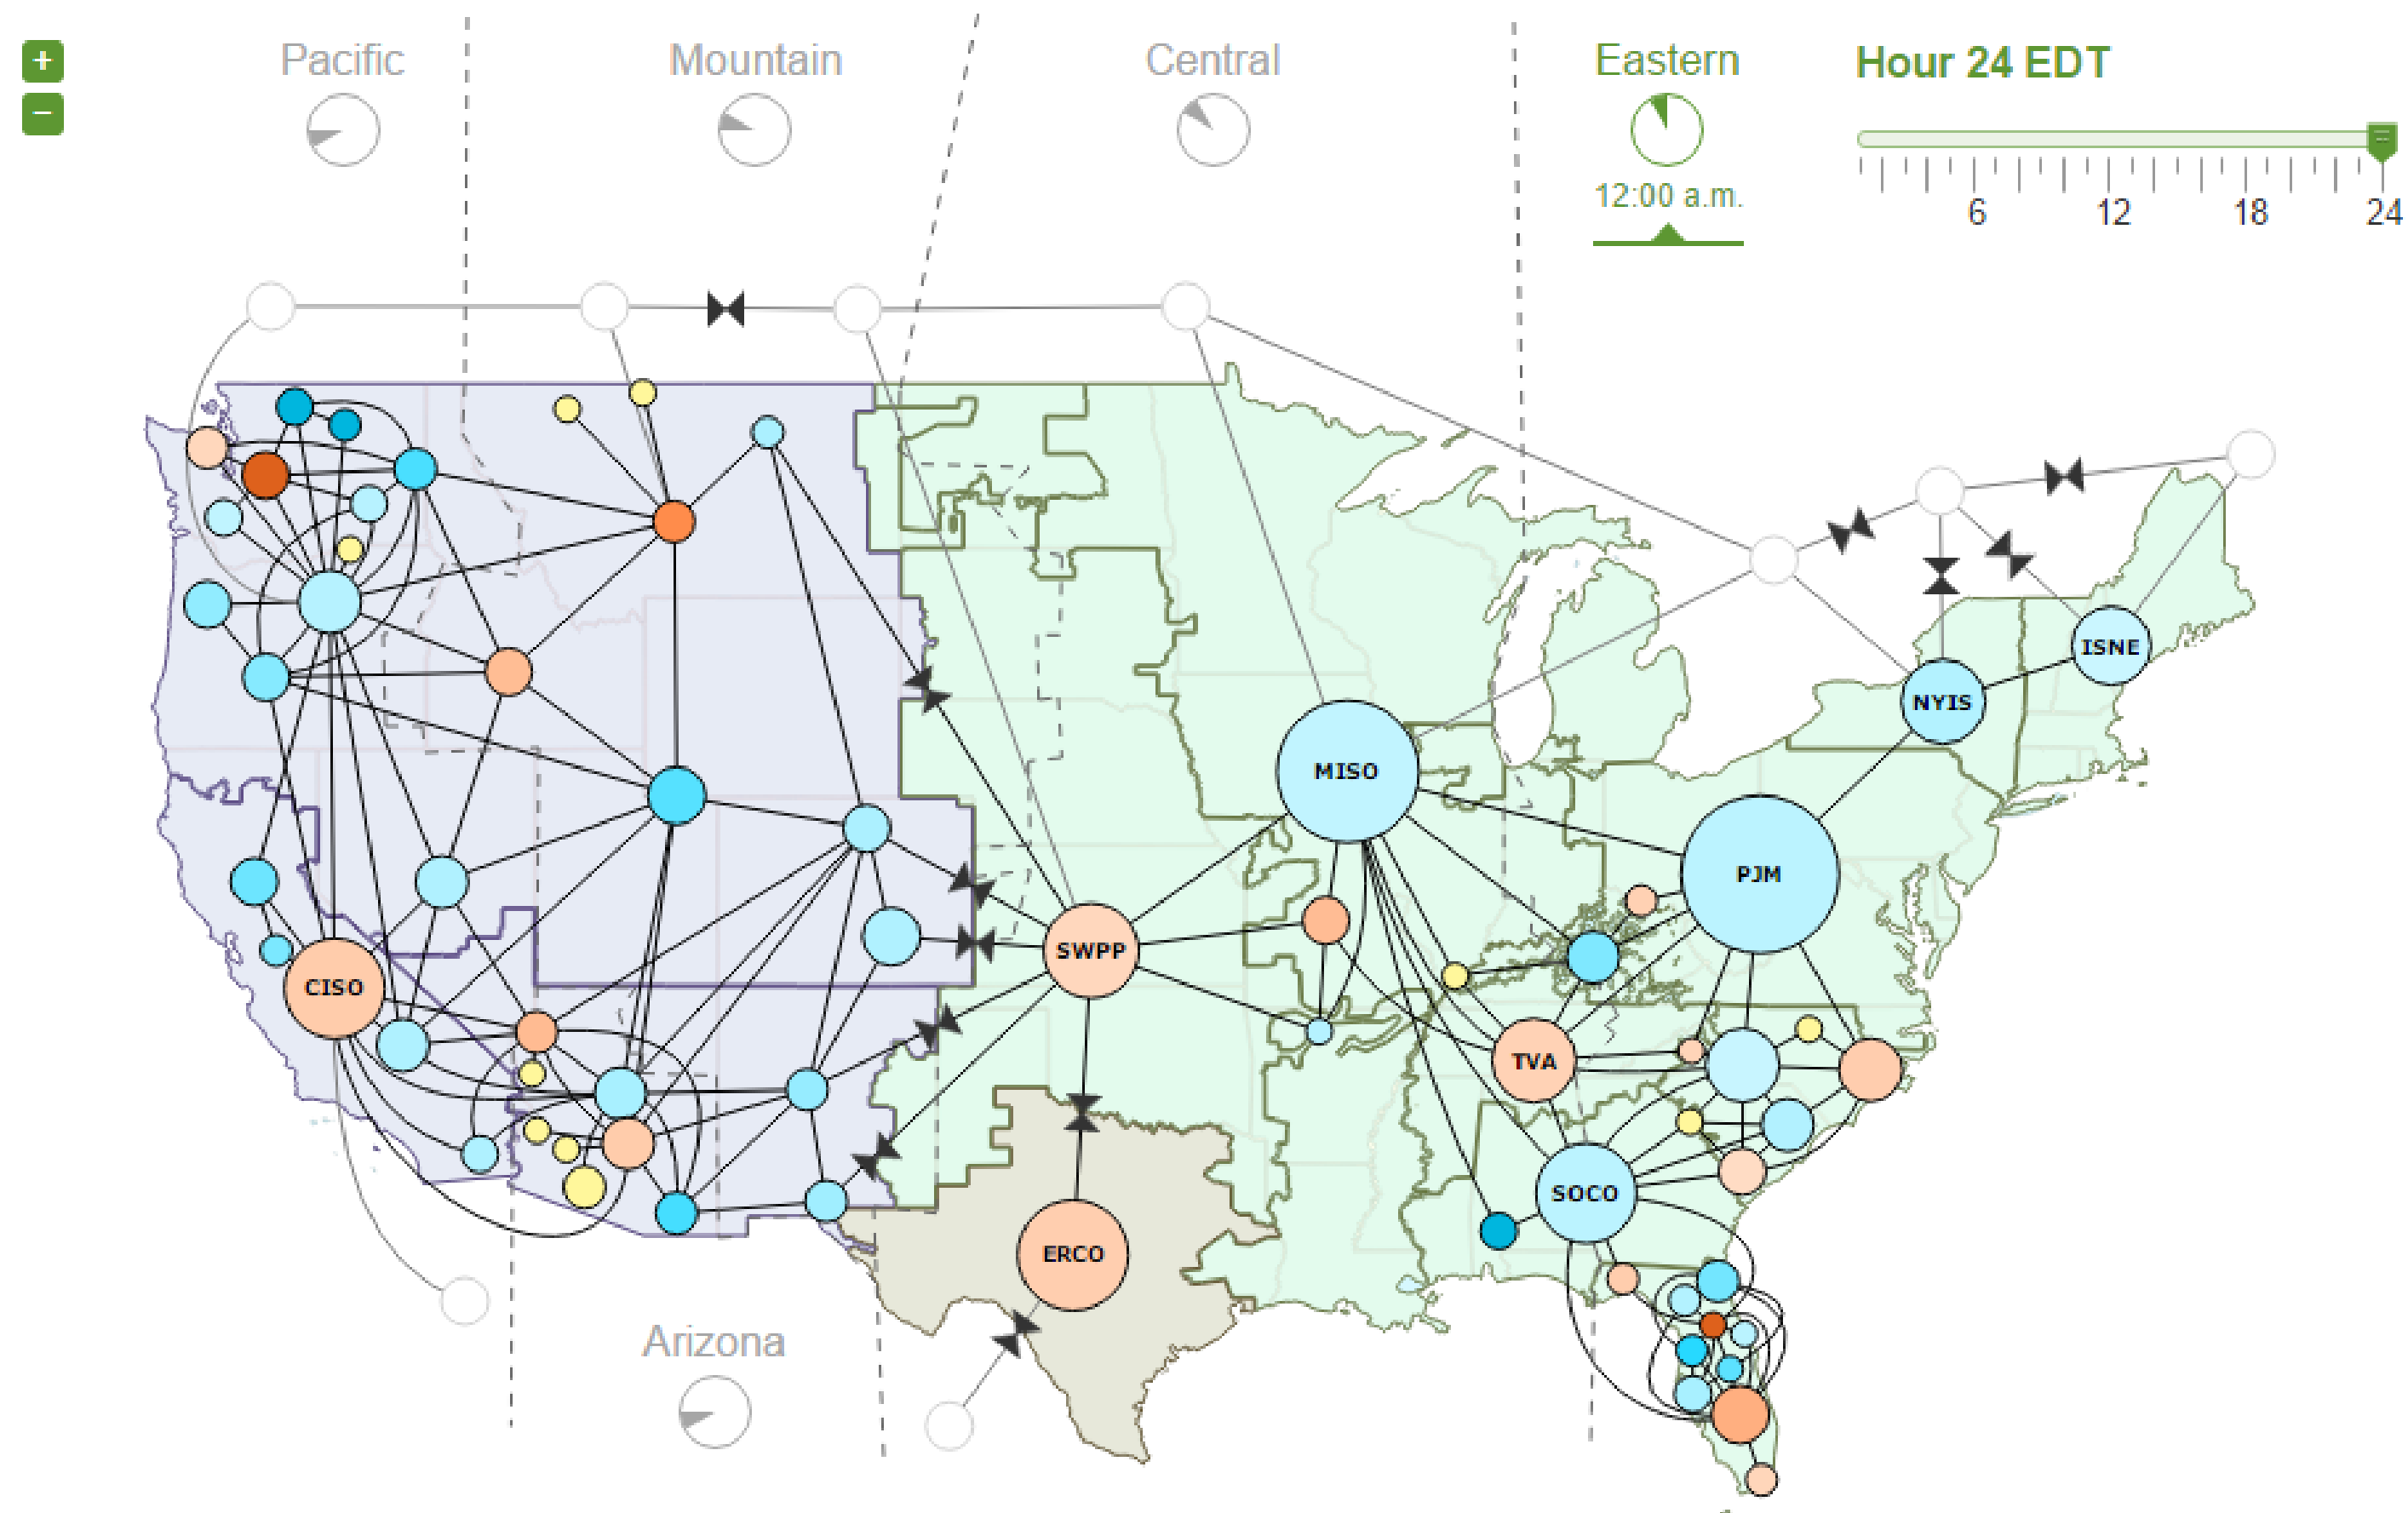 +
−
Pacific
Mountain
Central
Eastern
12:00 a.m.
Hour 24 EDT
6 12 18 24
ISNE
NYIS
MISO
PJM
SWPP
CISO
TVA
SOCO
ERCO
Arizona